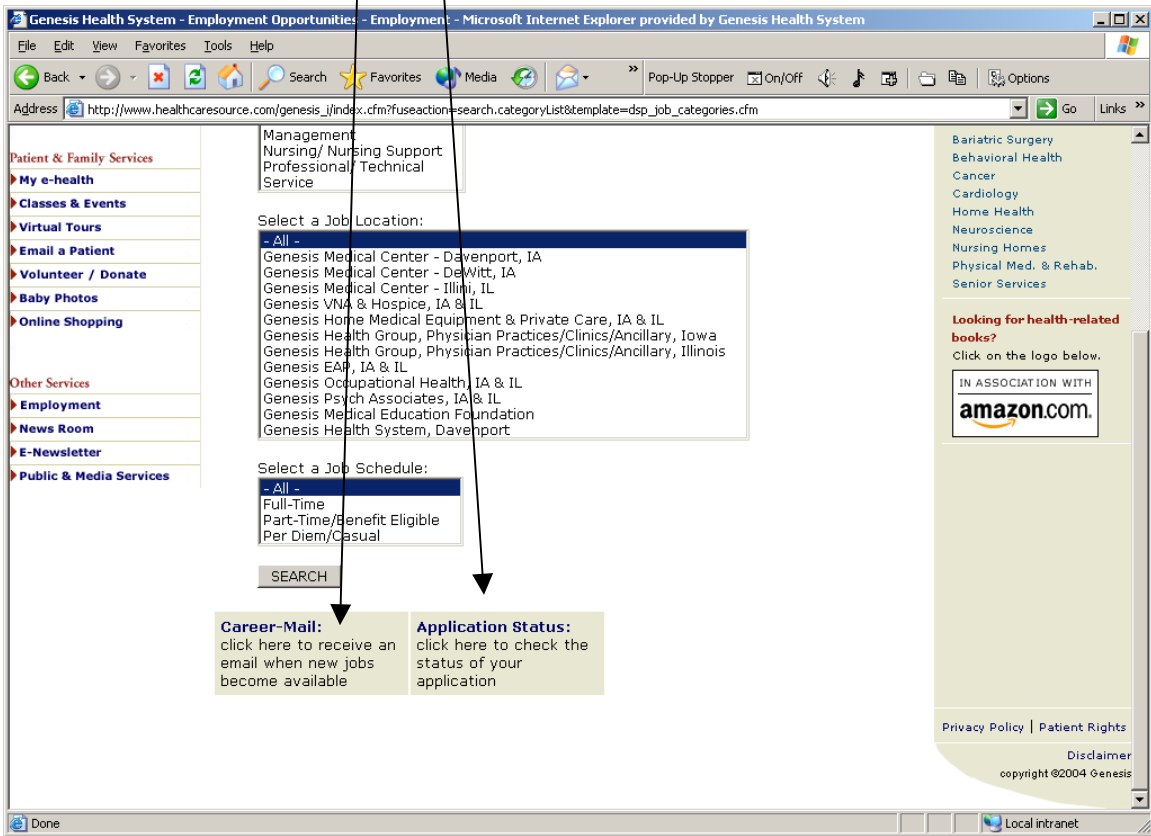 Genesis Health System - Employment Opportunities - Employment - Microsoft Internet Explorer provided by Genesis Health System
File Edit View Favorites Tools Help
Back Search Favorites Media » Pop-Up Stopper On/Off Options
Address http://www.healthcaresource.com/genesis_i/index.cfm?fuseaction=search.categoryList&template=dsp_job_categories.cfm Go Links »
Patient & Family Services
My e-health
Classes & Events
Virtual Tours
Email a Patient
Volunteer / Donate
Baby Photos
Online Shopping
Other Services
Employment
News Room
E-Newsletter
Public & Media Services
Management
Nursing/ Nursing Support
Professional/ Technical
Service
Select a Job Location:
- All -
Genesis Medical Center - Davenport, IA
Genesis Medical Center - DeWitt, IA
Genesis Medical Center - Illini, IL
Genesis VNA & Hospice, IA & IL
Genesis Home Medical Equipment & Private Care, IA & IL
Genesis Health Group, Physician Practices/Clinics/Ancillary, Iowa
Genesis Health Group, Physician Practices/Clinics/Ancillary, Illinois
Genesis EAP, IA & IL
Genesis Occupational Health, IA & IL
Genesis Psych Associates, IA & IL
Genesis Medical Education Foundation
Genesis Health System, Davenport
Select a Job Schedule:
- All -
Full-Time
Part-Time/Benefit Eligible
Per Diem/Casual
SEARCH
Career-Mail:
click here to receive an
email when new jobs
become available
Application Status:
click here to check the
status of your
application
Bariatric Surgery
Behavioral Health
Cancer
Cardiology
Home Health
Neuroscience
Nursing Homes
Physical Med. & Rehab.
Senior Services
Looking for health-related
books?
Click on the logo below.
IN ASSOCIATION WITH
amazon.com.
Privacy Policy | Patient Rights
Disclaimer
copyright ©2004 Genesis
Done Local intranet